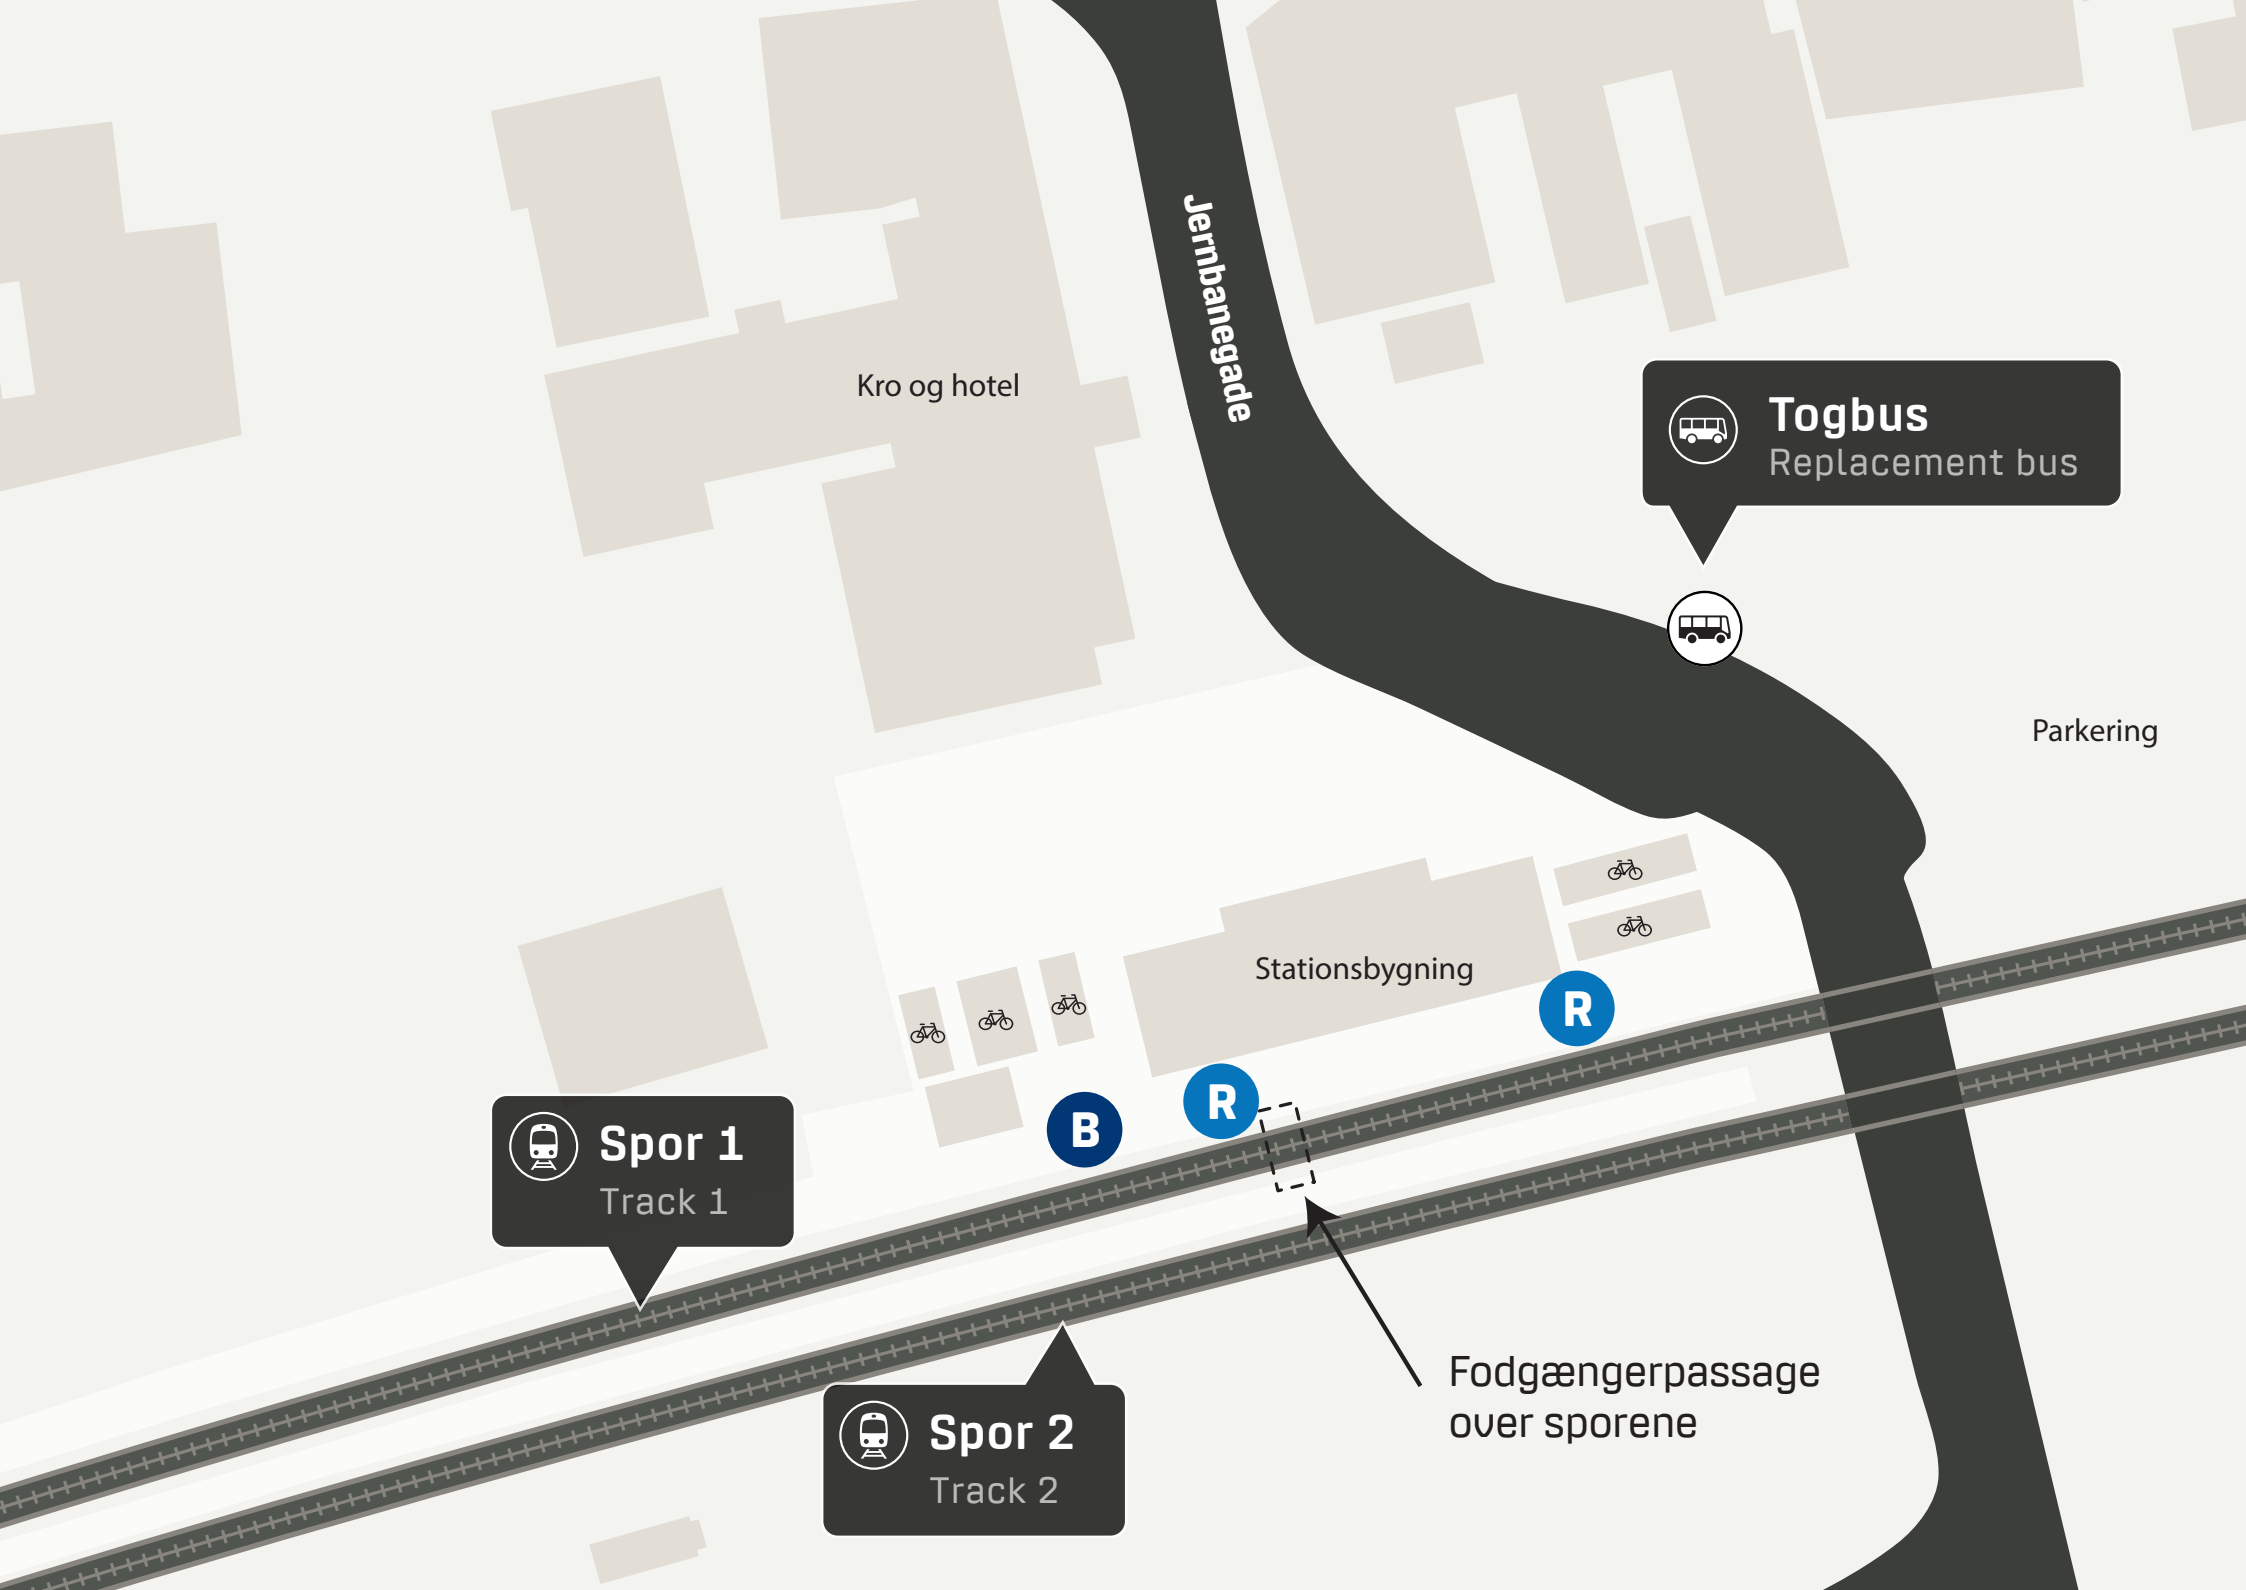 Jernbanegade
Kro og hotel
Togbus
Replacement bus
Parkering
Stationsbygning
R
R
B
Spor 1
Track 1
Spor 2
Track 2
Fodgængerpassage
over sporene